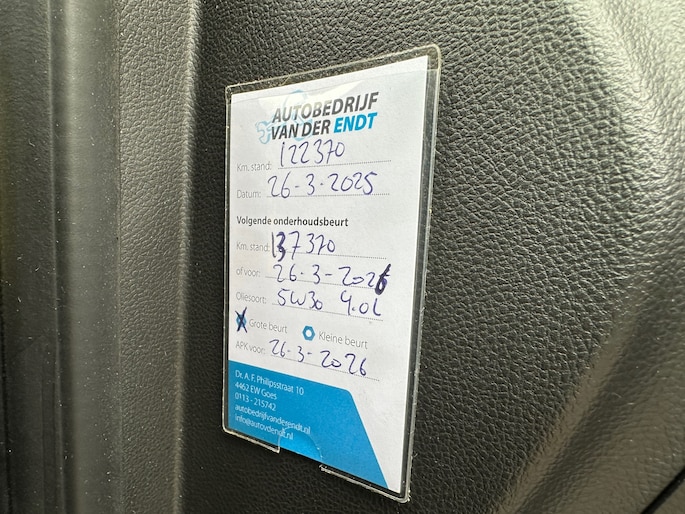 AUTOBEDRIJF
VAN DER ENDT
Km. stand: 122370
Datum: 26-3-2025
Volgende onderhoudsbeurt
Km. stand: 137370
of voor: 26-3-2026
Oliesoort: 5W30 4.0L
Grote beurt Kleine beurt
APK voor: 26-3-2026
Dr. A. F. Philipsstraat 10
4462 EW Goes
0113 - 215742
autobedrijfvanderendt.nl
info@autovdendt.nl